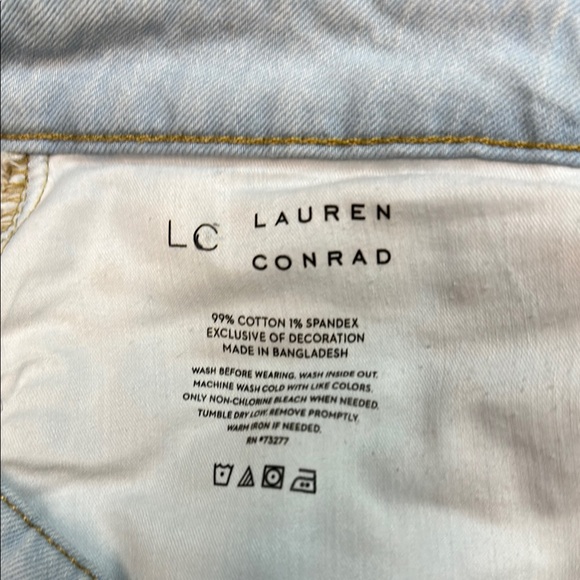 LC LAUREN
CONRAD
99% COTTON 1% SPANDEX
EXCLUSIVE OF DECORATION
MADE IN BANGLADESH
WASH BEFORE WEARING. WASH INSIDE OUT.
MACHINE WASH COLD WITH LIKE COLORS.
ONLY NON-CHLORINE BLEACH WHEN NEEDED.
TUMBLE DRY LOW. REMOVE PROMPTLY.
WARM IRON IF NEEDED.
RN #73277